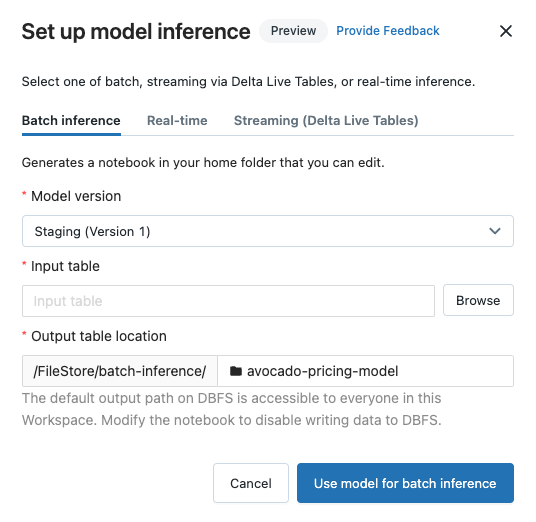 Set up model inference Preview Provide Feedback
Select one of batch, streaming via Delta Live Tables, or real-time inference.
Batch inference Real-time Streaming (Delta Live Tables)
Generates a notebook in your home folder that you can edit.
* Model version
Staging (Version 1)
* Input table
Input table Browse
* Output table location
/FileStore/batch-inference/ avocado-pricing-model
The default output path on DBFS is accessible to everyone in this
Workspace. Modify the notebook to disable writing data to DBFS.
Cancel Use model for batch inference